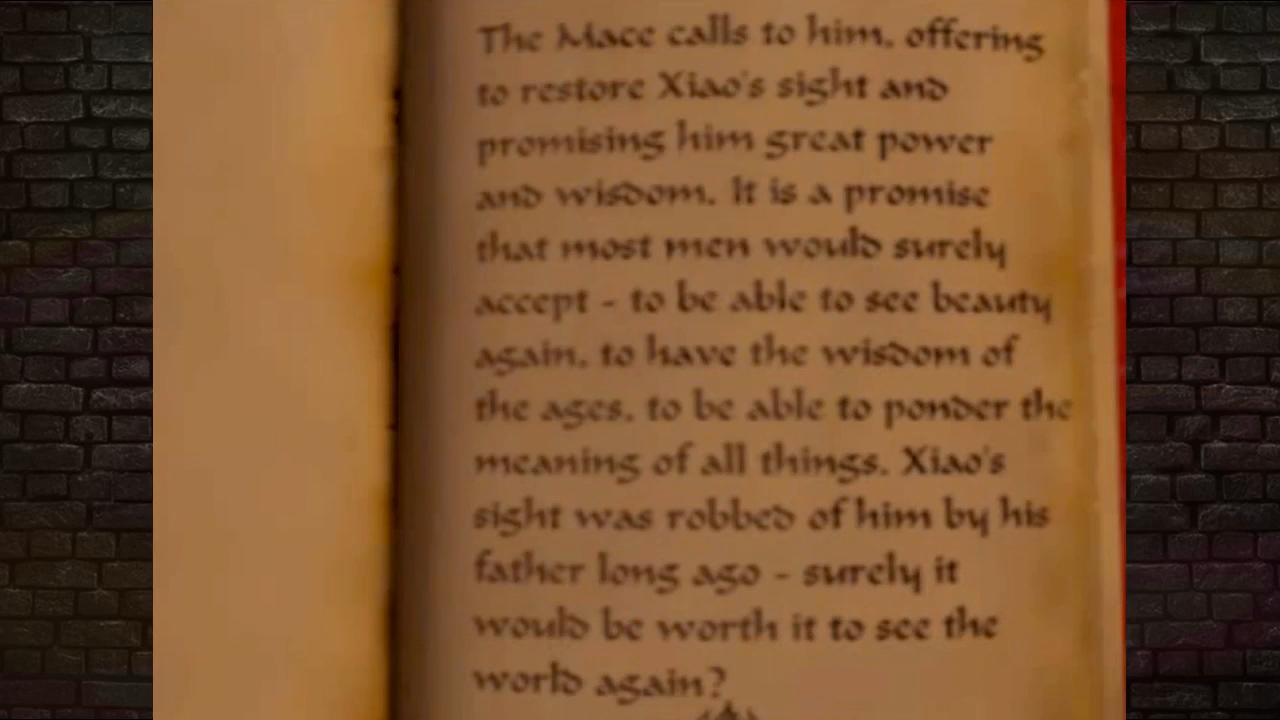 The Mace calls to him, offering
to restore Xiao's sight and
promising him great power
and wisdom. It is a promise
that most men would surely
accept - to be able to see beauty
again, to have the wisdom of
the ages, to be able to ponder the
meaning of all things. Xiao's
sight was robbed of him by his
father long ago - surely it
would be worth it to see the
world again?